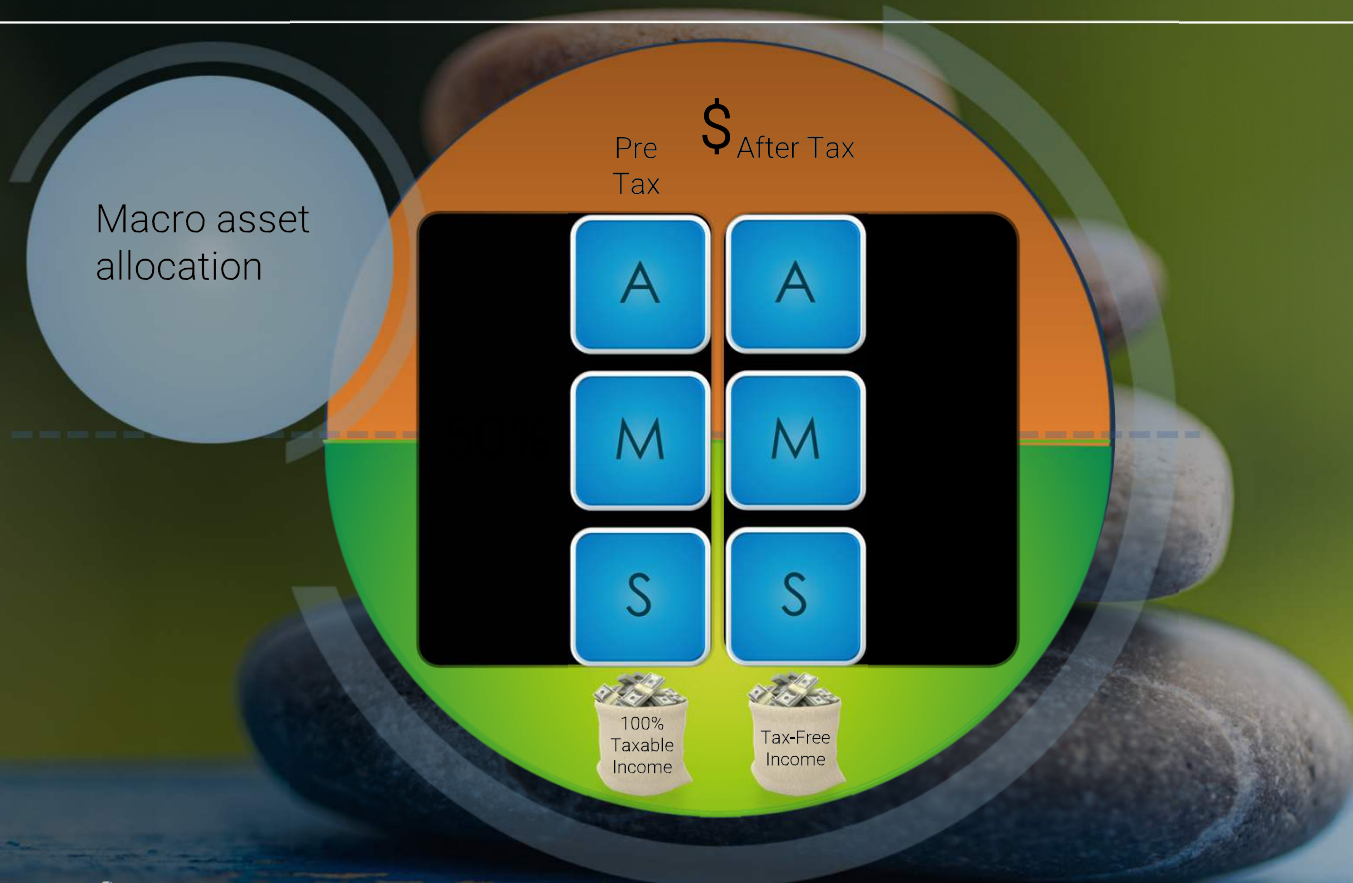 Macro asset
allocation
$
Pre
Tax
After Tax
A
A
M
M
S
S
100%
Taxable
Income
Tax-Free
Income